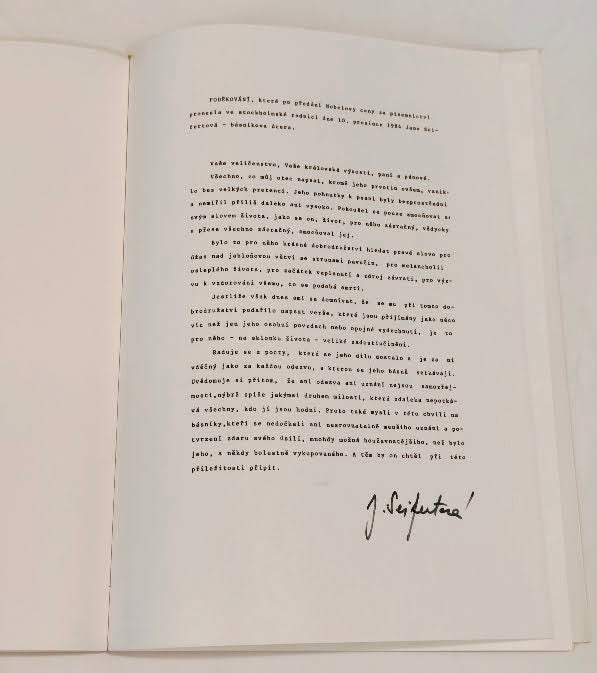 PODĚKOVÁNÍ, které po předání Nobelovy ceny za písemnictví
pronesla ve stockholmské radnici dne 10. prosince 1984 Jana Sei-
fertová - básníkova dcera.
Vaše veličenstvo, Vaše královská výsosti, paní a pánové.
Všechno, co můj otec napsal, kromě jeho prvotin ovšem, vznik-
lo bez velkých pretencí. Jeho pohnutky k psaní byly bezprostřední
a nemířil příliš daleko ani vysoko. Pokoušel se pouze zmocňovat se
svým slovem života, jako se on, život, pro něho zázračný, vždycky
a přese všechno zázračný, zmocňoval jej.
Bylo to pro něho krásné dobrodružství hledat pravé slovo pro
úžas nad jabloňovou větví se strunami pavučin, pro melancholii
osleplého života, pro začátek vzplanutí a zdroj závrati, pro výz-
vu k vzdorování všemu, co se podobá smrti.
Jestliže však dnes smí se domnívat, že se mu při tomto do-
brodružství podařilo napsat verše, které jsou přijímány jako něco
víc než jen jeho osobní povzdech nebo opojné vydechnutí, je to
pro něho - na sklonku života - veliké zadostiučinění.
Raduje se z pocty, která se jeho dílu dostalo a je za ni
vděčný jako za každou odezvu, s kterou se jeho básně setkávají.
Uvědomuje si přitom, že ani odezva ani uznání nejsou samozřej-
mostí,nýbrž spíše jakýmsi druhem milosti, která zdaleka nepotká-
vá všechny, kdo jí jsou hodni. Proto také myslí v této chvíli na
básníky,kteří se nedočkali ani nesrovnatelně menšího uznání a po-
tvrzení zdaru svého úsilí, mnohdy možná houževnatějšího, než bylo
jeho, a někdy bolestně vykupovaného. A těm by on chtěl při této
příležitosti připít.
J. Seifertová